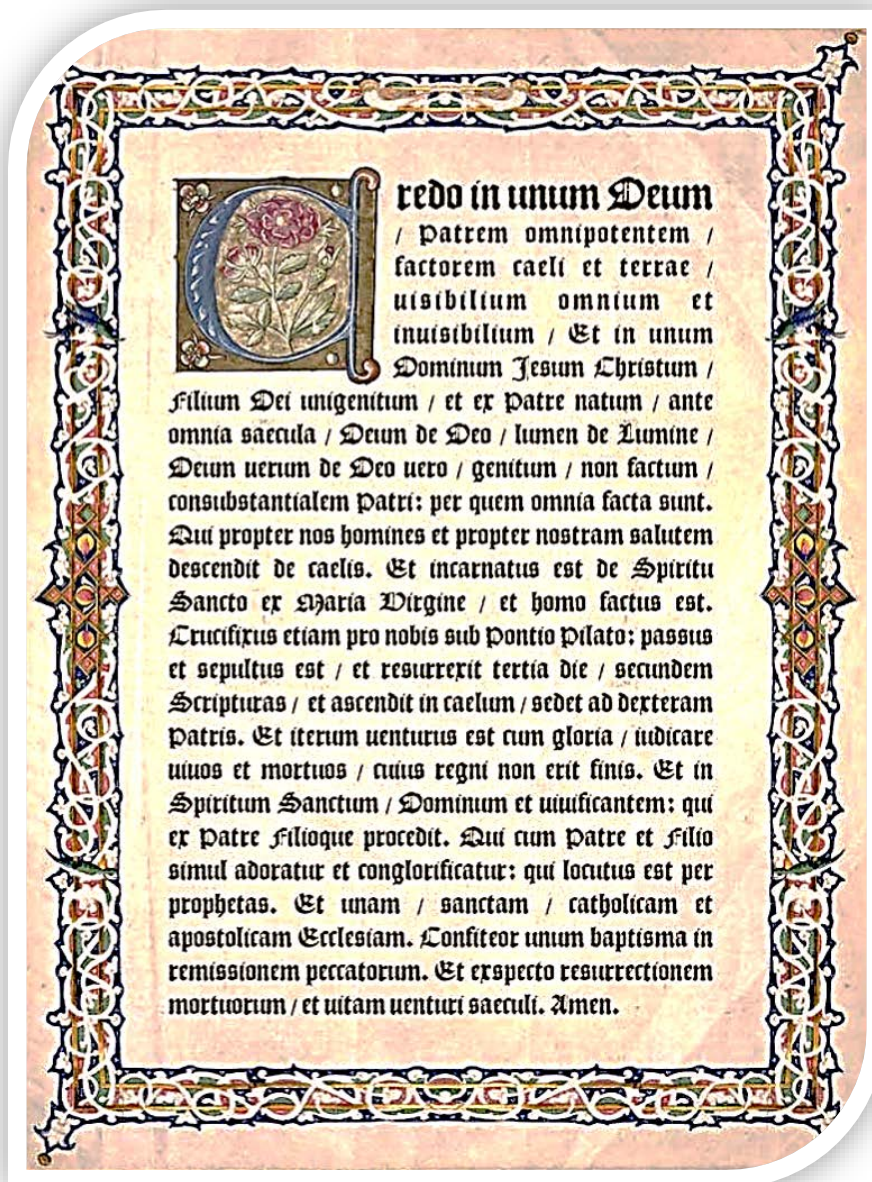 Credo in unum Deum
/ Patrem omnipotentem /
factorem caeli et terrae /
uisibilium omnium et
inuisibilium / Et in unum
Dominum Jesum Christum /
Filium Dei unigenitum / et ex Patre natum / ante
omnia saecula / Deum de Deo / lumen de Lumine /
Deum uerum de Deo uero / genitum / non factum /
consubstantialem Patri: per quem omnia facta sunt.
Qui propter nos homines et propter nostram salutem
descendit de caelis. Et incarnatus est de Spiritu
Sancto ex Maria Virgine / et homo factus est.
Crucifixus etiam pro nobis sub Pontio Pilato: passus
et sepultus est / et resurrexit tertia die / secundem
Scripturas / et ascendit in caelum / sedet ad dexteram
Patris. Et iterum uenturus est cum gloria / iudicare
uiuos et mortuos / cuius regni non erit finis. Et in
Spiritum Sanctum / Dominum et uiuificantem: qui
ex Patre Filioque procedit. Qui cum Patre et Filio
simul adoratur et conglorificatur: qui locutus est per
prophetas. Et unam / sanctam / catholicam et
apostolicam Ecclesiam. Confiteor unum baptisma in
remissionem peccatorum. Et exspecto resurrectionem
mortuorum / et uitam uenturi saeculi. Amen.